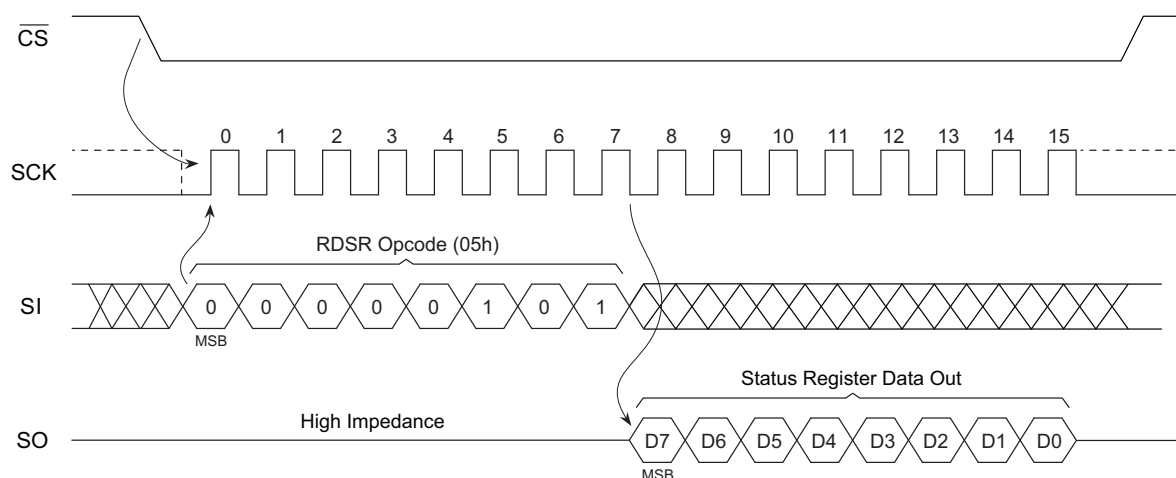 CS
0 1 2 3 4 5 6 7 8 9 10 11 12 13 14 15
SCK
RDSR Opcode (05h)
SI 0 0 0 0 0 1 0 1
MSB
Status Register Data Out
High Impedance
SO D7 D6 D5 D4 D3 D2 D1 D0
MSB